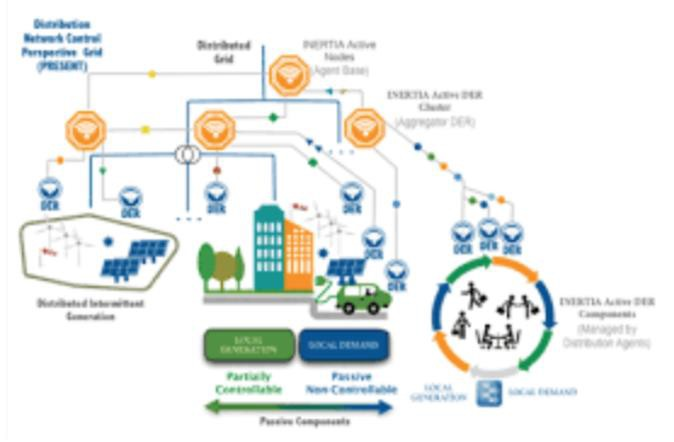 Distribution
Network Control
Perspective Grid
(PRESENT)
Distributed
Grid
INERTIA Active
Nodes
(Agent Base)
INERTIA Active DER
Cluster
(Aggregator DER)
DER
DER
DER
DER
DER
DER
DER
DER
DER
Distributed Intermittent
Generation
LOCAL
GENERATION
LOCAL DEMAND
Partially
Controllable
Passive
Non-Controllable
Passive Components
INERTIA Active DER
Components
(Managed by
Distribution Agents)
LOCAL
GENERATION
LOCAL DEMAND